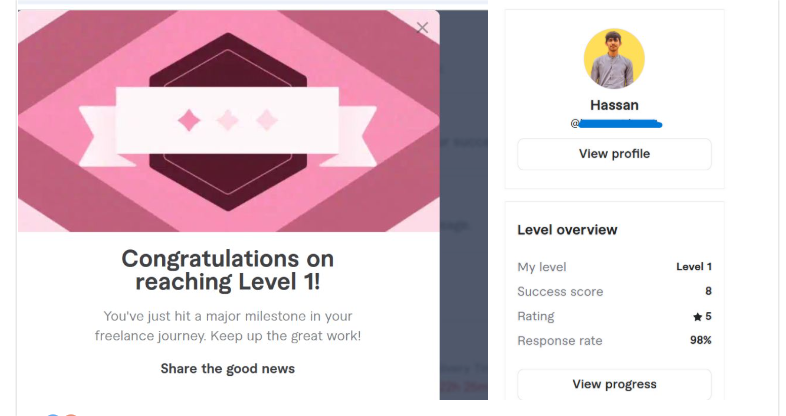 Congratulations on
reaching Level 1!
You've just hit a major milestone in your
freelance journey. Keep up the great work!
Share the good news
Hassan
@
View profile
Level overview
My level Level 1
Success score 8
Rating ★ 5
Response rate 98%
View progress